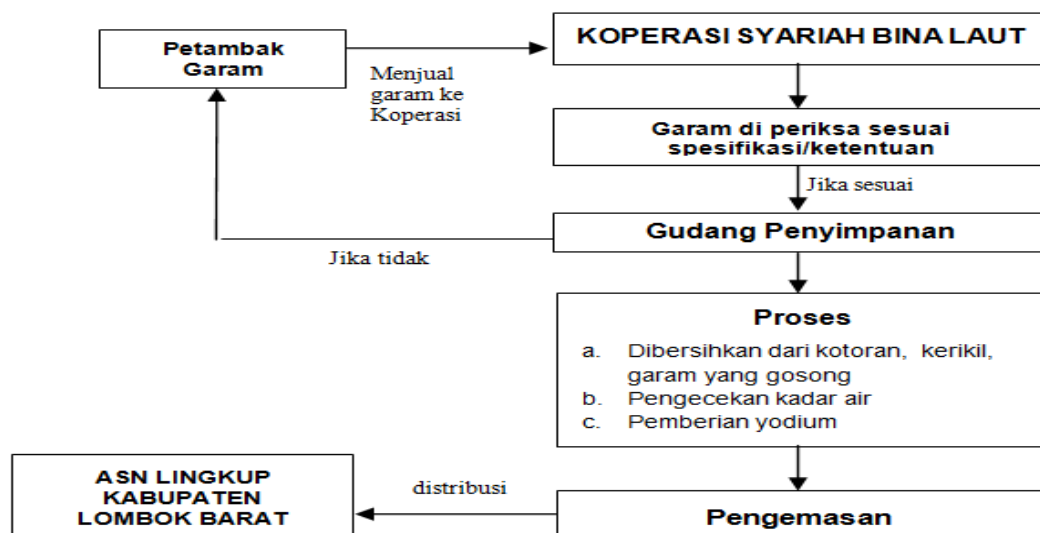 Petambak
Garam
Menjual
garam ke
Koperasi
KOPERASI SYARIAH BINA LAUT
Garam di periksa sesuai
spesifikasi/ketentuan
Jika sesuai
Gudang Penyimpanan
Jika tidak
Proses
a. Dibersihkan dari kotoran, kerikil,
garam yang gosong
b. Pengecekan kadar air
c. Pemberian yodium
Pengemasan
distribusi
ASN LINGKUP
KABUPATEN
LOMBOK BARAT